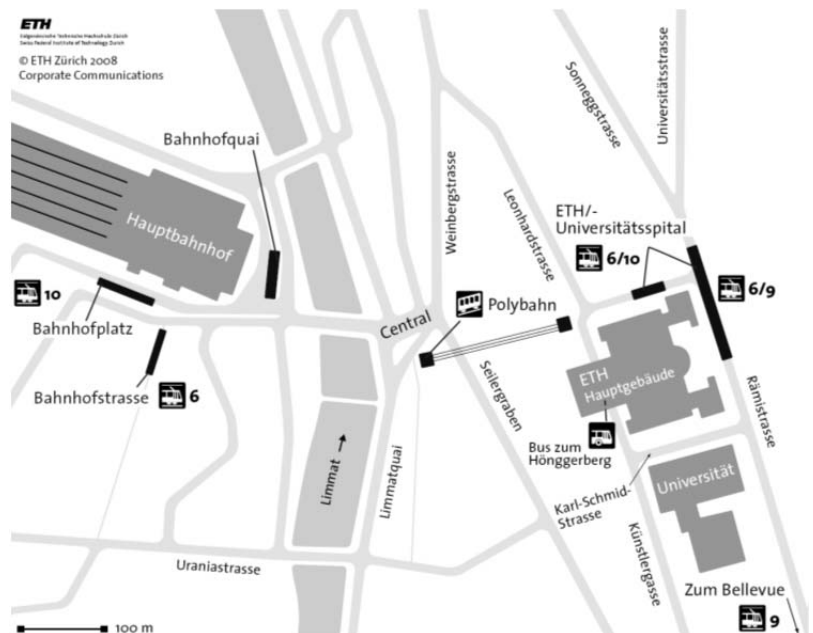 ETH
Eidgenössische Technische Hochschule Zürich
Swiss Federal Institute of Technology Zurich
© ETH Zürich 2008
Corporate Communications
Bahnhofquai
Hauptbahnhof
10
Bahnhofplatz
Bahnhofstrasse
6
Central
Polybahn
Weinbergstrasse
Leonhardstrasse
Sonneggstrasse
Universitätsstrasse
ETH/-
Universitätsspital
6/10
6/9
ETH
Hauptgebäude
Bus zum
Hönggerberg
Seilergraben
Limmatquai
Limmat
Rämistrasse
Karl-Schmid-
Strasse
Universität
Künstlergasse
Uraniastrasse
Zum Bellevue
9
100 m